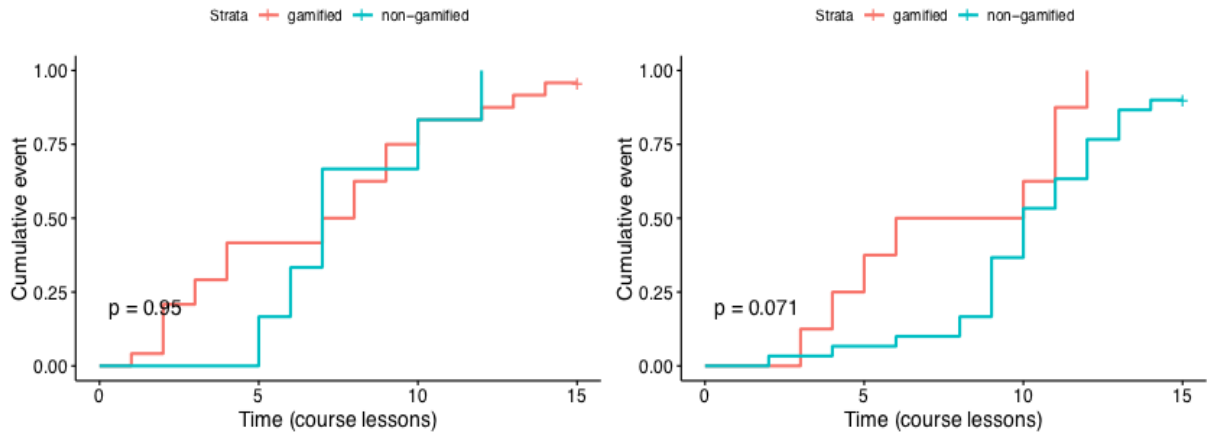 Strata gamified non-gamified
Cumulative event
1.00
0.75
0.50
0.25
0.00
p = 0.95
0 5 10 15
Time (course lessons)
Strata gamified non-gamified
Cumulative event
1.00
0.75
0.50
0.25
0.00
p = 0.071
0 5 10 15
Time (course lessons)